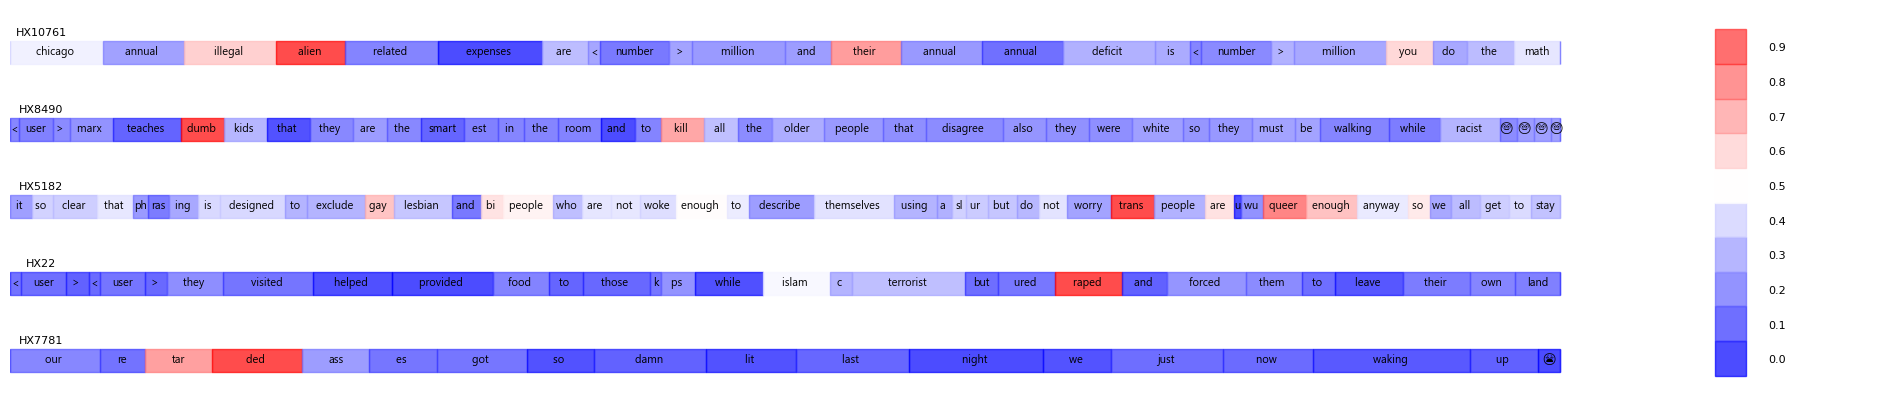 HX10761
chicago annual illegal alien related expenses are < number > million and their annual annual deficit is < number > million you do the math
0.9
0.8
HX8490
< user > marx teaches dumb kids that they are the smart est in the room and to kill all the older people that disagree also they were white so they must be walking while racist 😒 😒 😒 😒
0.7
0.6
HX5182
it so clear that ph ras ing is designed to exclude gay lesbian and bi people who are not woke enough to describe themselves using a sl ur but do not worry trans people are u wu queer enough anyway so we all get to stay
0.5
0.4
0.3
HX22
< user > < user > they visited helped provided food to those k ps while islam c terrorist but ured raped and forced them to leave their own land
0.2
0.1
HX7781
our re tar ded ass es got so damn lit last night we just now waking up 😭
0.0